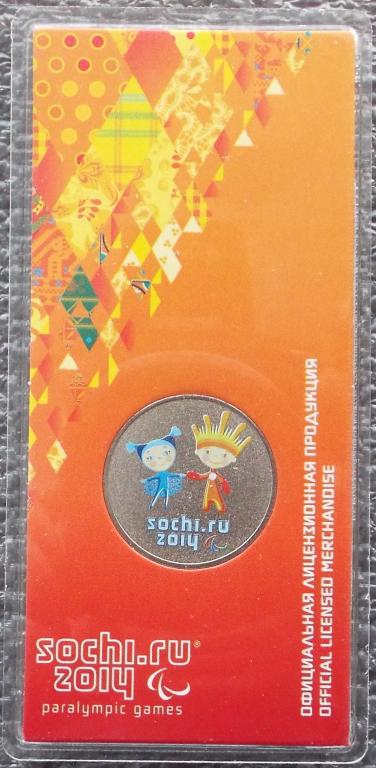 sochi.ru
2014
sochi.ru®
2014
paralympic games
ОФИЦИАЛЬНАЯ ЛИЦЕНЗИОННАЯ ПРОДУКЦИЯ
OFFICIAL LICENSED MERCHANDISE